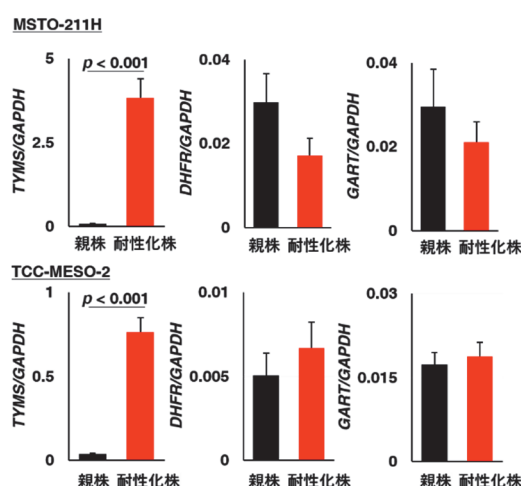 MSTO-211H
TYMS/GAPDH
5
2.5
0
p < 0.001
親株 耐性化株
DHFR/GAPDH
0.04
0.02
0
親株 耐性化株
GART/GAPDH
0.04
0.02
0
親株 耐性化株
TCC-MESO-2
TYMS/GAPDH
1
0.5
0
p < 0.001
親株 耐性化株
DHFR/GAPDH
0.01
0.005
0
親株 耐性化株
GART/GAPDH
0.03
0.015
0
親株 耐性化株